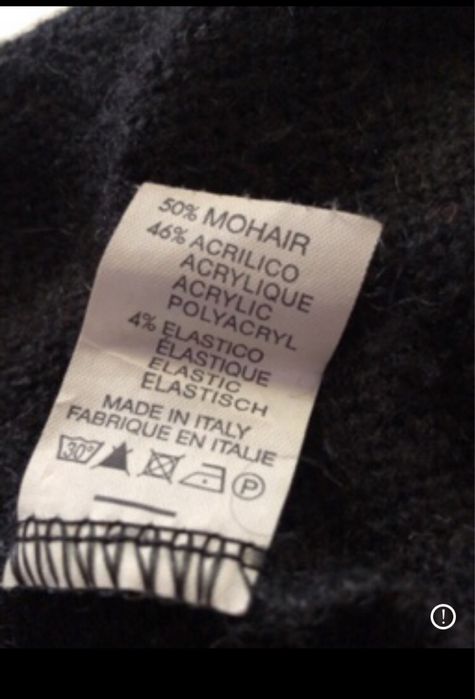 50% MOHAIR
46% ACRILICO
ACRYLIQUE
ACRYLIC
POLYACRYL
4% ELASTICO
ÉLASTIQUE
ELASTIC
ELASTISCH
MADE IN ITALY
FABRIQUE EN ITALIE
30° P